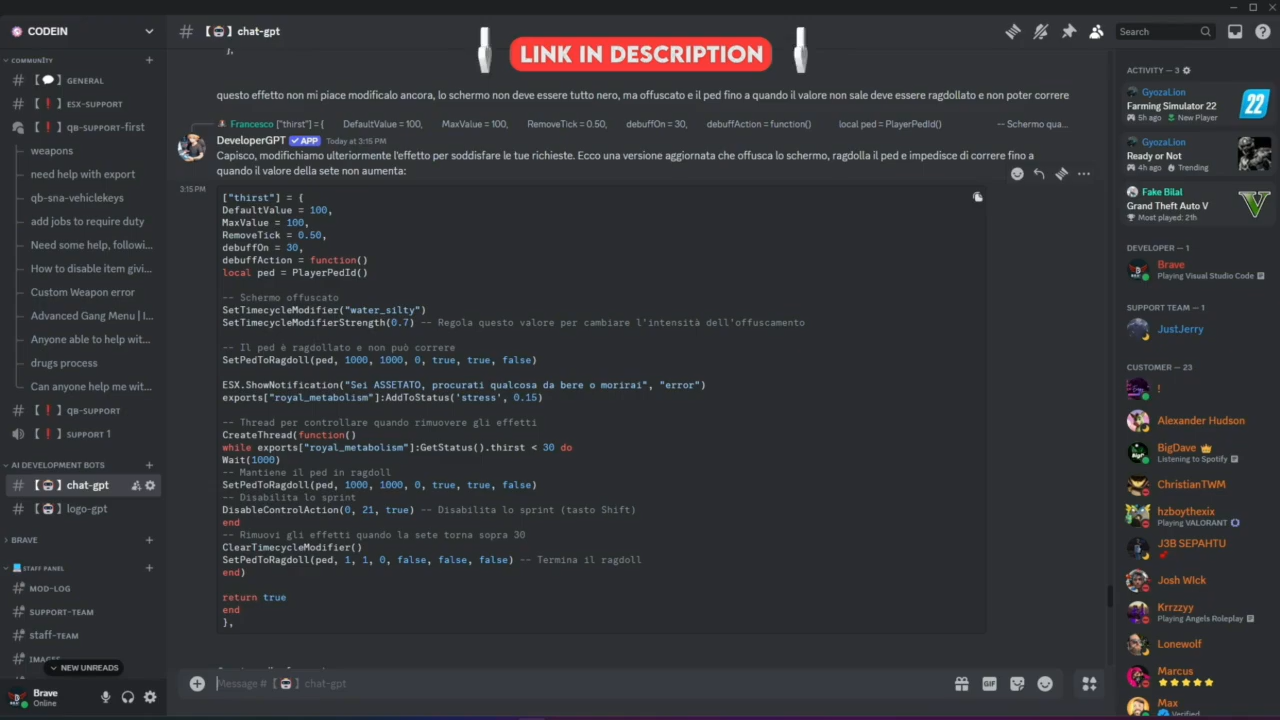 CODEIN
【💬】GENERAL
COMMUNITY
【❗】ESX-SUPPORT
【❗】QB-SUPPORT-first
weapons
need help with export
qb-sna-vehiclekeys
add jobs to require duty
Need some help, followi...
How to disable item givi...
Custom Weapon error
Advanced Gang Menu | I...
Anyone able to help wit...
drugs process
Can anyone help me wit...
【❗】QB-SUPPORT
【❗】SUPPORT 1
AI DEVELOPMENT BOTS
【🤖】chat-gpt
【🤖】logo-gpt
BRAVE
STAFF PANEL
MOD-LOG
SUPPORT-TEAM
staff-TEAM
IMAGES
NEW UNREADS
Brave
Online
【🤖】chat-gpt
LINK IN DESCRIPTION
Search
},
questo effetto non mi piace modificalo ancora, lo schermo non deve essere tutto nero, ma offuscato e il ped fino a quando il valore non sale deve essere ragdollato e non poter correre
Francesco ["thirst"] = { DefaultValue = 100, MaxValue = 100, RemoveTick = 0.50, debuffOn = 30, debuffAction = function() local ped = PlayerPedId() -- Schermo qua...
DeveloperGPT ✓ APP Today at 3:15 PM
Capisco, modifichiamo ulteriormente l'effetto per soddisfare le tue richieste. Ecco una versione aggiornata che offusca lo schermo, ragdolla il ped e impedisce di correre fino a
quando il valore della sete non aumenta:
3:15 PM
["thirst"] = {
DefaultValue = 100,
MaxValue = 100,
RemoveTick = 0.50,
debuffOn = 30,
debuffAction = function()
local ped = PlayerPedId()
-- Schermo offuscato
SetTimecycleModifier("water_silty")
SetTimecycleModifierStrength(0.7) -- Regola questo valore per cambiare l'intensità dell'offuscamento
-- Il ped è ragdollato e non può correre
SetPedToRagdoll(ped, 1000, 1000, 0, true, true, false)
ESX.ShowNotification("Sei ASSETATO, procurati qualcosa da bere o morirai", "error")
exports["royal_metabolism"]:AddToStatus('stress', 0.15)
-- Thread per controllare quando rimuovere gli effetti
CreateThread(function()
while exports["royal_metabolism"]:GetStatus().thirst < 30 do
Wait(1000)
-- Mantiene il ped in ragdoll
SetPedToRagdoll(ped, 1000, 1000, 0, true, true, false)
-- Disabilita lo sprint
DisableControlAction(0, 21, true) -- Disabilita lo sprint (tasto Shift)
end
-- Rimuovi gli effetti quando la sete torna sopra 30
ClearTimecycleModifier()
SetPedToRagdoll(ped, 1, 1, 0, false, false, false) -- Termina il ragdoll
end)
return true
end
},
Message #【🤖】chat-gpt
GIF
ACTIVITY — 3
GyozaLion
Farming Simulator 22
5h ago New Player
22
GyozaLion
Ready or Not
4h ago Trending
Fake Bilal
Grand Theft Auto V
Most played: 21h
DEVELOPER — 1
Brave
Playing Visual Studio Code
SUPPORT TEAM — 1
JustJerry
CUSTOMER — 23
!
Alexander Hudson
BigDave
Listening to Spotify
ChristianTWM
hzboythexix
Playing VALORANT
J3B SEPAHTU
Josh W!ck
Krrzzyy
Playing Angels Roleplay
Lonewolf
Marcus
Max
Verified